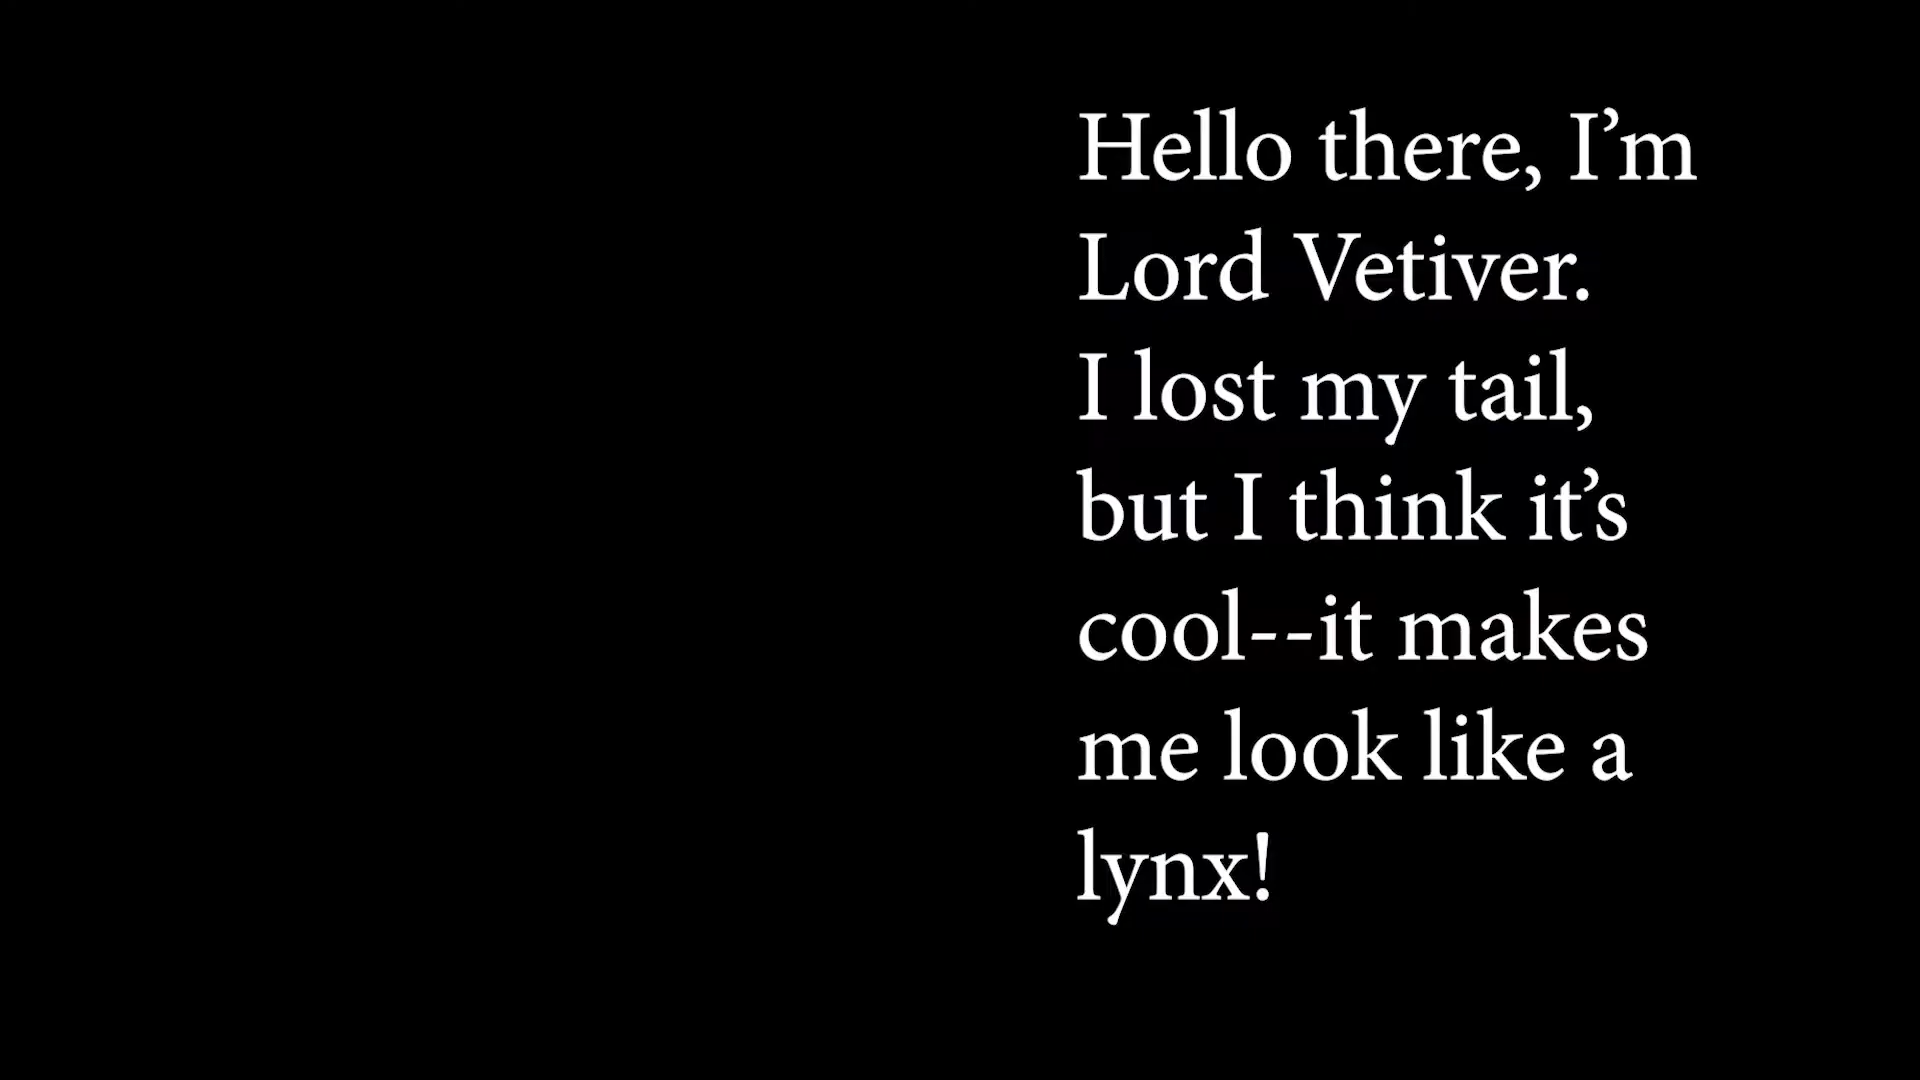 Hello there, I’m
Lord Vetiver.
I lost my tail,
but I think it’s
cool--it makes
me look like a
lynx!